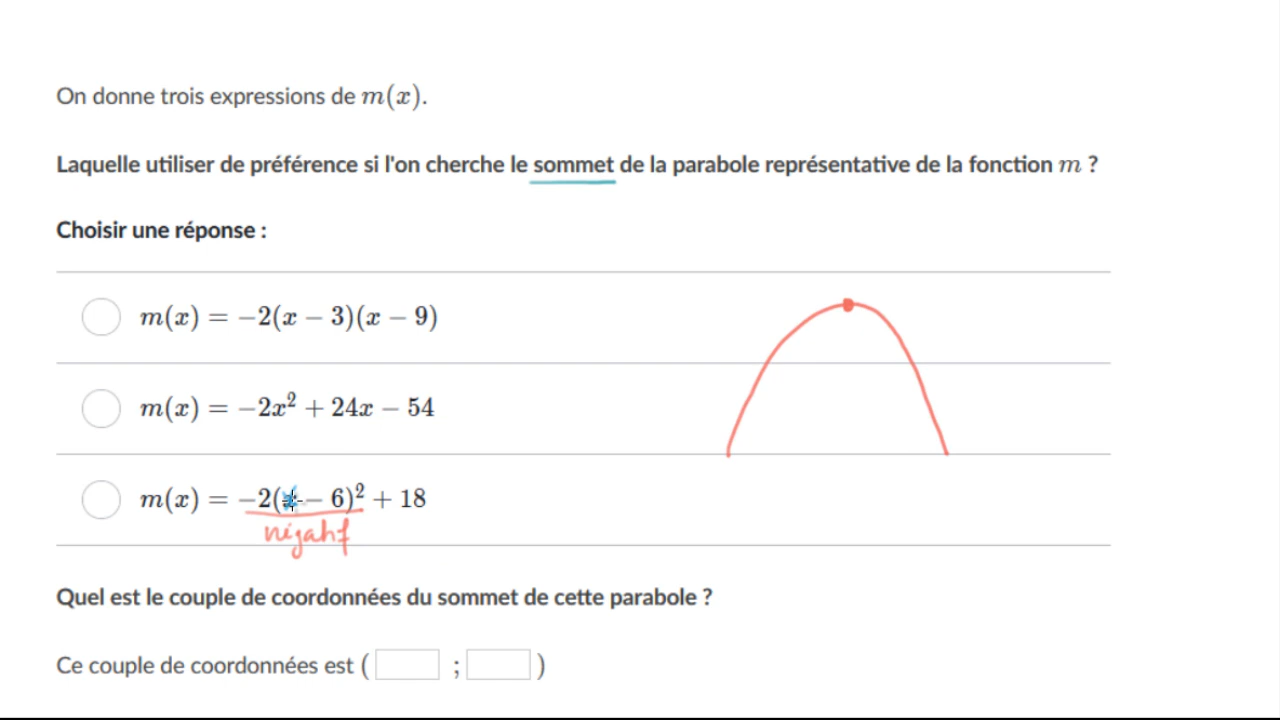 On donne trois expressions de m(x).
Laquelle utiliser de préférence si l'on cherche le sommet de la parabole représentative de la fonction m ?
Choisir une réponse :
m(x) = −2(x − 3)(x − 9)
m(x) = −2x² + 24x − 54
m(x) = −2(x − 6)² + 18
négatif
Quel est le couple de coordonnées du sommet de cette parabole ?
Ce couple de coordonnées est ( ; )